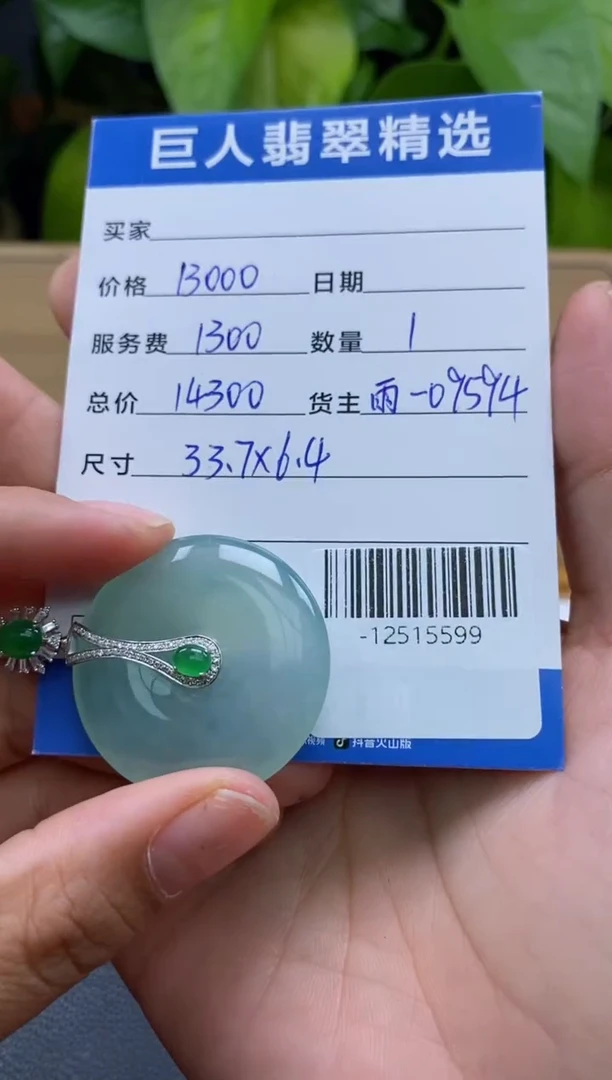 巨人翡翠精选
买家
价格 13000 日期
服务费 1300 数量 1
总价 14300 货主 雨-09594
尺寸 33.7x6.4
-12515599
视频 抖音火山版